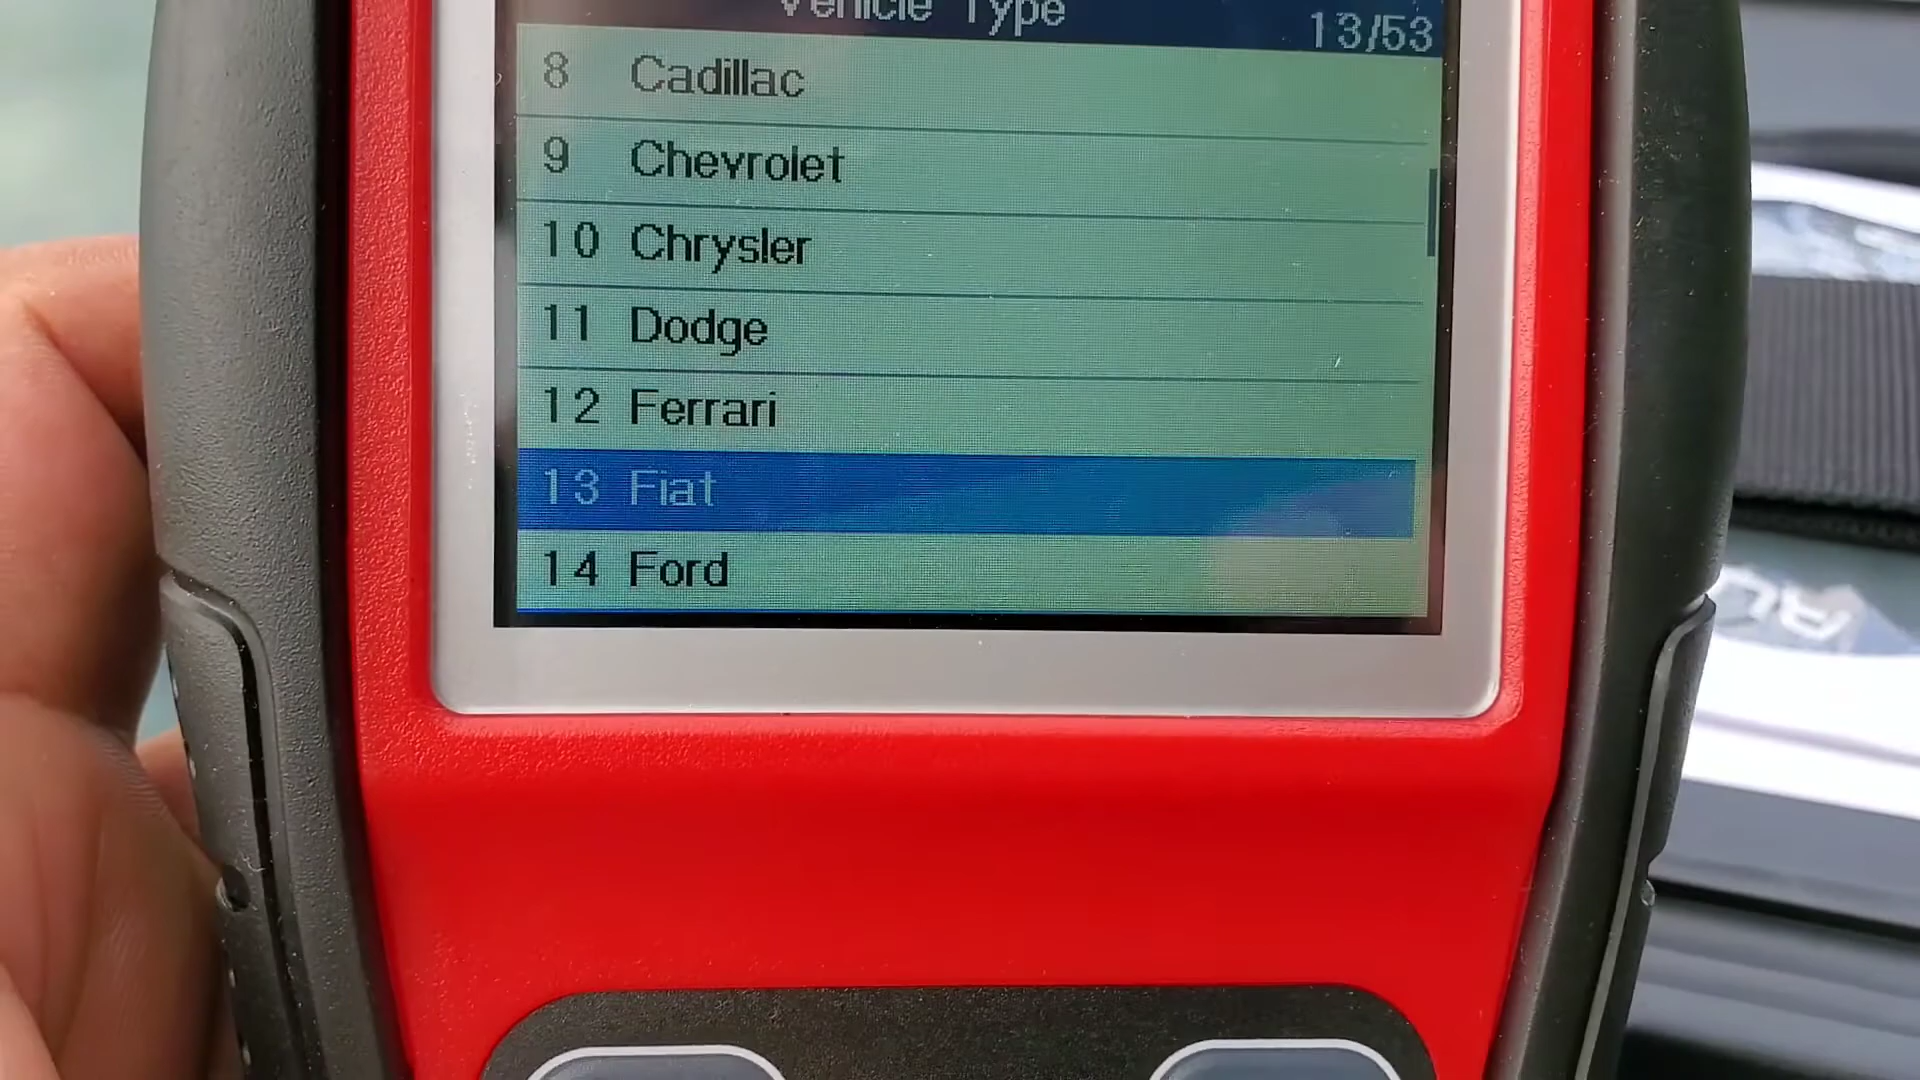 Vehicle Type
13/53
8 Cadillac
9 Chevrolet
10 Chrysler
11 Dodge
12 Ferrari
13 Fiat
14 Ford